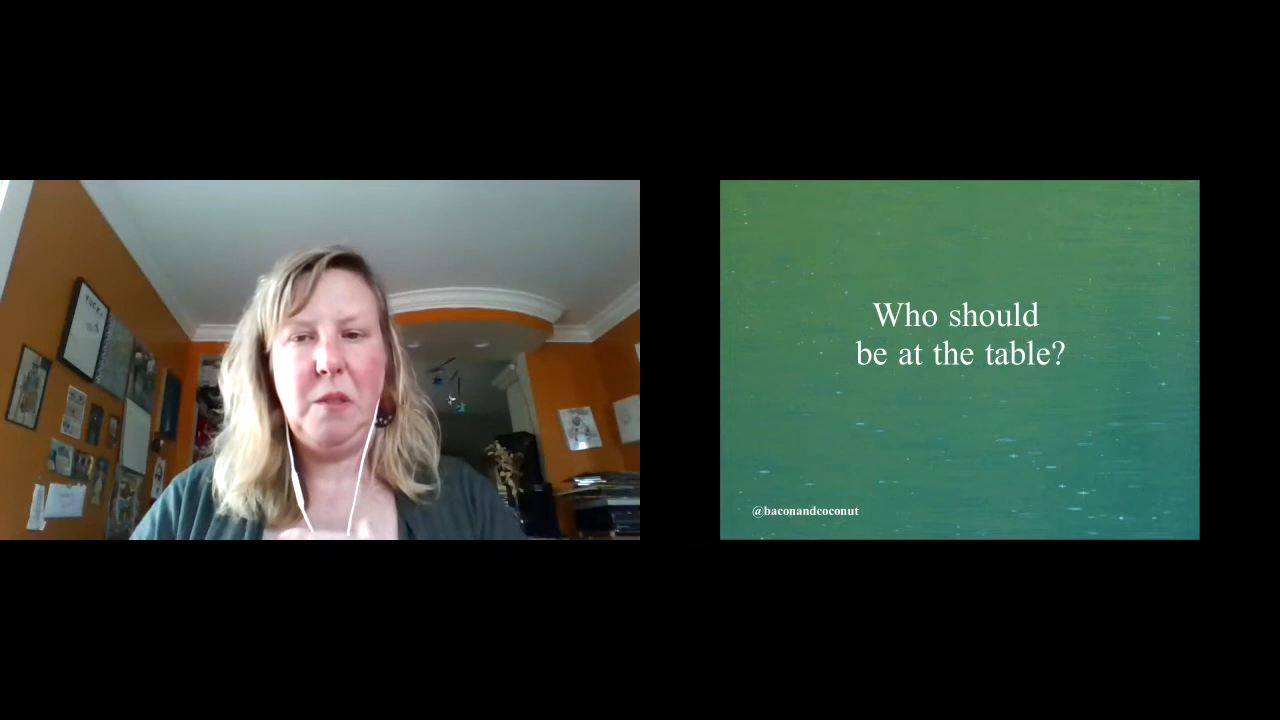 Who should
be at the table?
@baconandcoconut